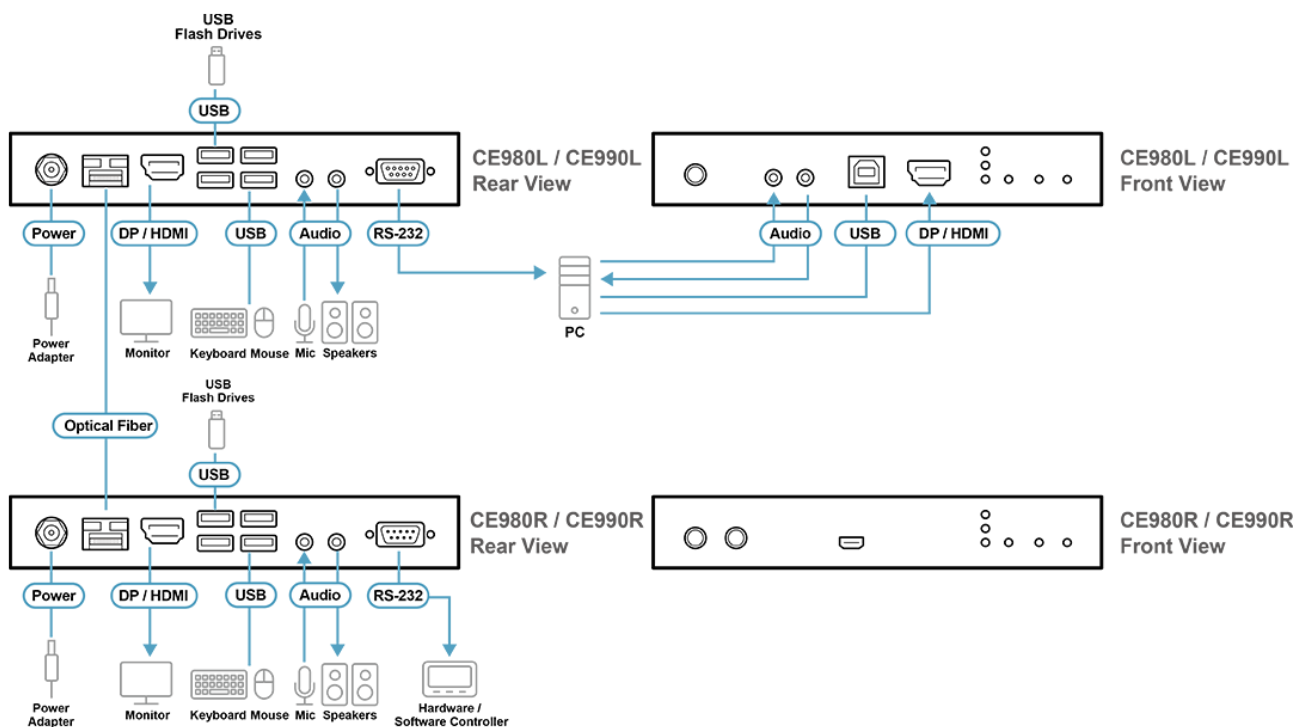 USB
Flash Drives
USB
CE980L / CE990L
Rear View
Power
DP / HDMI
USB
Audio
RS-232
Power
Adapter
Monitor
Keyboard Mouse
Mic
Speakers
CE980L / CE990L
Front View
Audio
USB
DP / HDMI
PC
Optical Fiber
USB
Flash Drives
USB
CE980R / CE990R
Rear View
Power
DP / HDMI
USB
Audio
RS-232
Power
Adapter
Monitor
Keyboard Mouse
Mic
Speakers
Hardware /
Software Controller
CE980R / CE990R
Front View